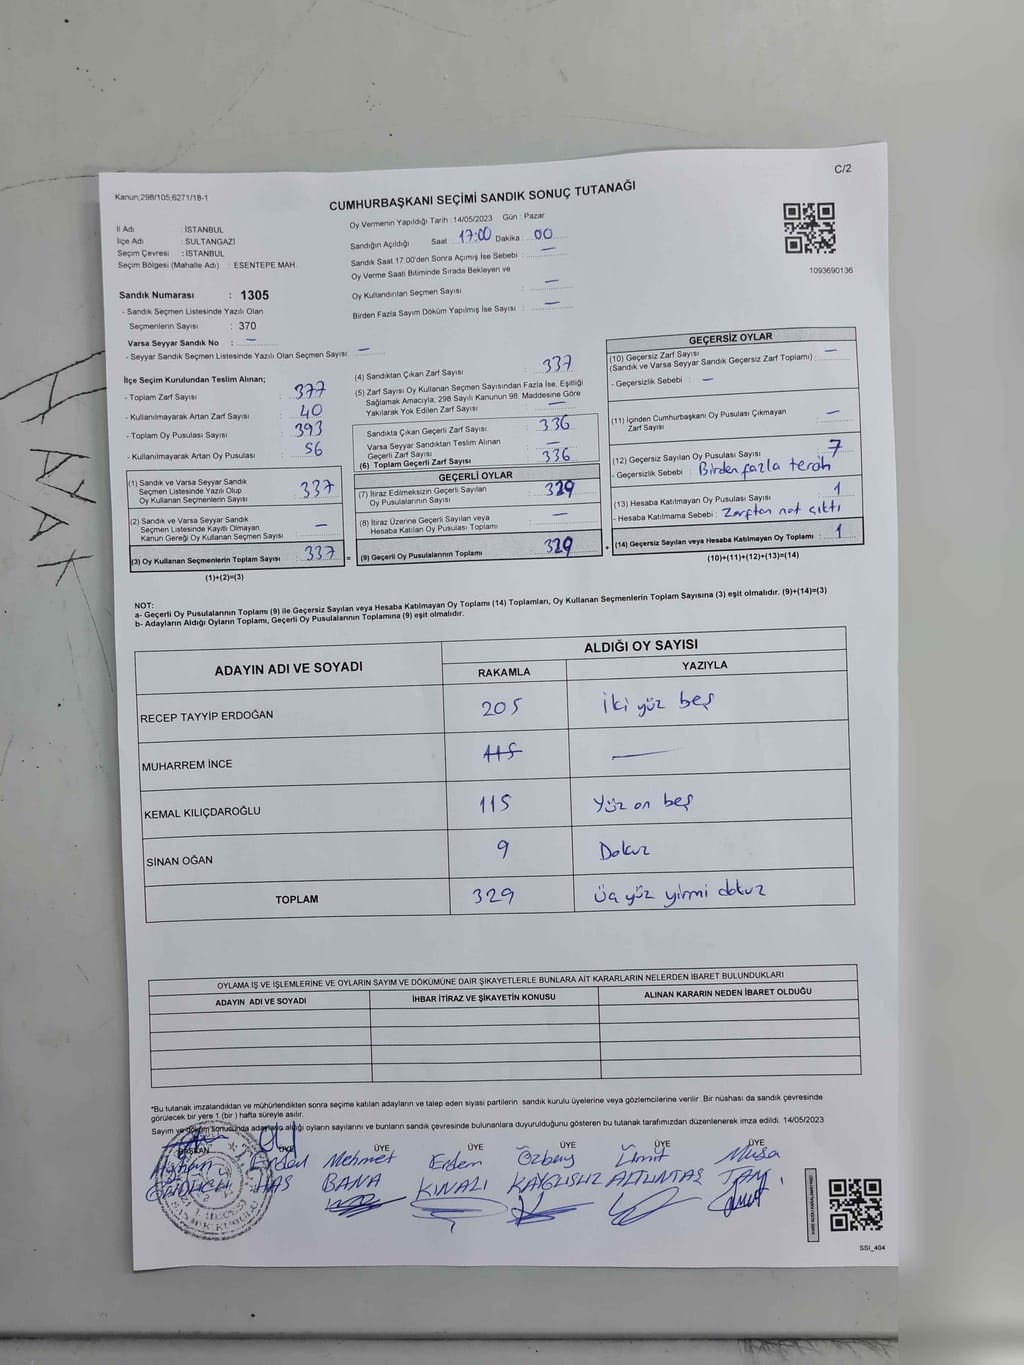 C/2
Kanun;298/105;6271/18-1
CUMHURBAŞKANI SEÇİMİ SANDIK SONUÇ TUTANAĞI
İl Adı : İSTANBUL
İlçe Adı : SULTANGAZİ
Seçim Çevresi : İSTANBUL
Seçim Bölgesi (Mahalle Adı) : ESENTEPE MAH.
Sandık Numarası : 1305
- Sandık Seçmen Listesinde Yazılı Olan
Seçmenlerin Sayısı : 370
Varsa Seyyar Sandık No : —
- Seyyar Sandık Seçmen Listesinde Yazılı Olan Seçmen Sayısı: —
Oy Vermenin Yapıldığı Tarih : 14/05/2023 Gün : Pazar
Sandığın Açıldığı Saat 17:00 Dakika : 00
Sandık Saat 17:00'den Sonra Açımış İse Sebebi : —
Oy Verme Saati Bitiminde Sırada Bekleyen ve
Oy Kullandırılan Seçmen Sayısı : —
Birden Fazla Sayım Döküm Yapılmış İse Sayısı : —
1093690136
İlçe Seçim Kurulundan Teslim Alınan;
- Toplam Zarf Sayısı : 377
- Kullanılmayarak Artan Zarf Sayısı : 40
- Toplam Oy Pusulası Sayısı : 393
- Kullanılmayarak Artan Oy Pusulası : 56
(1) Sandık ve Varsa Seyyar Sandık
Seçmen Listesinde Yazılı Olup
Oy Kullanan Seçmenlerin Sayısı : 337
(2) Sandık ve Varsa Seyyar Sandık
Seçmen Listesinde Kayıtlı Olmayan
Kanun Gereği Oy Kullanan Seçmen Sayısı : —
(3) Oy Kullanan Seçmenlerin Toplam Sayısı : 337
(1)+(2)=(3)
(4) Sandıktan Çıkan Zarf Sayısı : 337
(5) Zarf Sayısı Oy Kullanan Seçmen Sayısından Fazla İse, Eşitliği
Sağlamak Amacıyla; 298 Sayılı Kanunun 98. Maddesine Göre
Yakılarak Yok Edilen Zarf Sayısı : —
Sandıkta Çıkan Geçerli Zarf Sayısı : 336
Varsa Seyyar Sandıktan Teslim Alınan
Geçerli Zarf Sayısı : —
(6) Toplam Geçerli Zarf Sayısı : 336
GEÇERLİ OYLAR
(7) İtiraz Edilmeksizin Geçerli Sayılan
Oy Pusulalarının Sayısı : 329
(8) İtiraz Üzerine Geçerli Sayılan veya
Hesaba Katılan Oy Pusulası Toplamı : —
(9) Geçerli Oy Pusulalarının Toplamı : 329
GEÇERSİZ OYLAR
(10) Geçersiz Zarf Sayısı
(Sandık ve Varsa Seyyar Sandık Geçersiz Zarf Toplamı) : —
- Geçersizlik Sebebi : —
(11) İçinden Cumhurbaşkanı Oy Pusulası Çıkmayan
Zarf Sayısı : —
(12) Geçersiz Sayılan Oy Pusulası Sayısı : 7
- Geçersizlik Sebebi : Birden fazla tercih
(13) Hesaba Katılmayan Oy Pusulası Sayısı : 1
- Hesaba Katılmama Sebebi : Zarftan not çıktı
(14) Geçersiz Sayılan veya Hesaba Katılmayan Oy Toplamı : 1
(10)+(11)+(12)+(13)=(14)
NOT:
a- Geçerli Oy Pusulalarının Toplamı (9) ile Geçersiz Sayılan veya Hesaba Katılmayan Oy Toplamı (14) Toplamları, Oy Kullanan Seçmenlerin Toplam Sayısına (3) eşit olmalıdır. (9)+(14)=(3)
b- Adayların Aldığı Oyların Toplamı, Geçerli Oy Pusulalarının Toplamına (9) eşit olmalıdır.
ADAYIN ADI VE SOYADI ALDIĞI OY SAYISI
RAKAMLA YAZIYLA
RECEP TAYYİP ERDOĞAN 205 İki yüz beş
MUHARREM İNCE 115 —
KEMAL KILIÇDAROĞLU 115 Yüz on beş
SİNAN OĞAN 9 Dokuz
TOPLAM 329 üç yüz yirmi dokuz
OYLAMA İŞ VE İŞLEMLERİNE VE OYLARIN SAYIM VE DÖKÜMÜNE DAİR ŞİKAYETLERLE BUNLARA AİT KARARLARIN NELERDEN İBARET BULUNDUKLARI
ADAYIN ADI VE SOYADI İHBAR İTİRAZ VE ŞİKAYETİN KONUSU ALINAN KARARIN NEDEN İBARET OLDUĞU
*Bu tutanak imzalandıktan ve mühürlendikten sonra seçime katılan adayların ve talep eden siyasi partilerin sandık kurulu üyelerine veya gözlemcilerine verilir. Bir nüshası da sandık çevresinde
görülecek bir yere 1 (bir) hafta süreyle asılır.
Sayım ve döküm sonucunda adayların aldığı oyların sayılarını ve bunların sandık çevresinde bulunanlara duyurulduğunu gösteren bu tutanak tarafımızdan düzenlenerek imza edildi. 14/05/2023
BAŞKAN ÜYE ÜYE ÜYE ÜYE ÜYE ÜYE
Ayhan Erdal Mehmet Erdem Özbey Ümit Musa
HAS BANA KINALI KAYGUSUZ ALTUNTAŞ TAM
SSİ_404